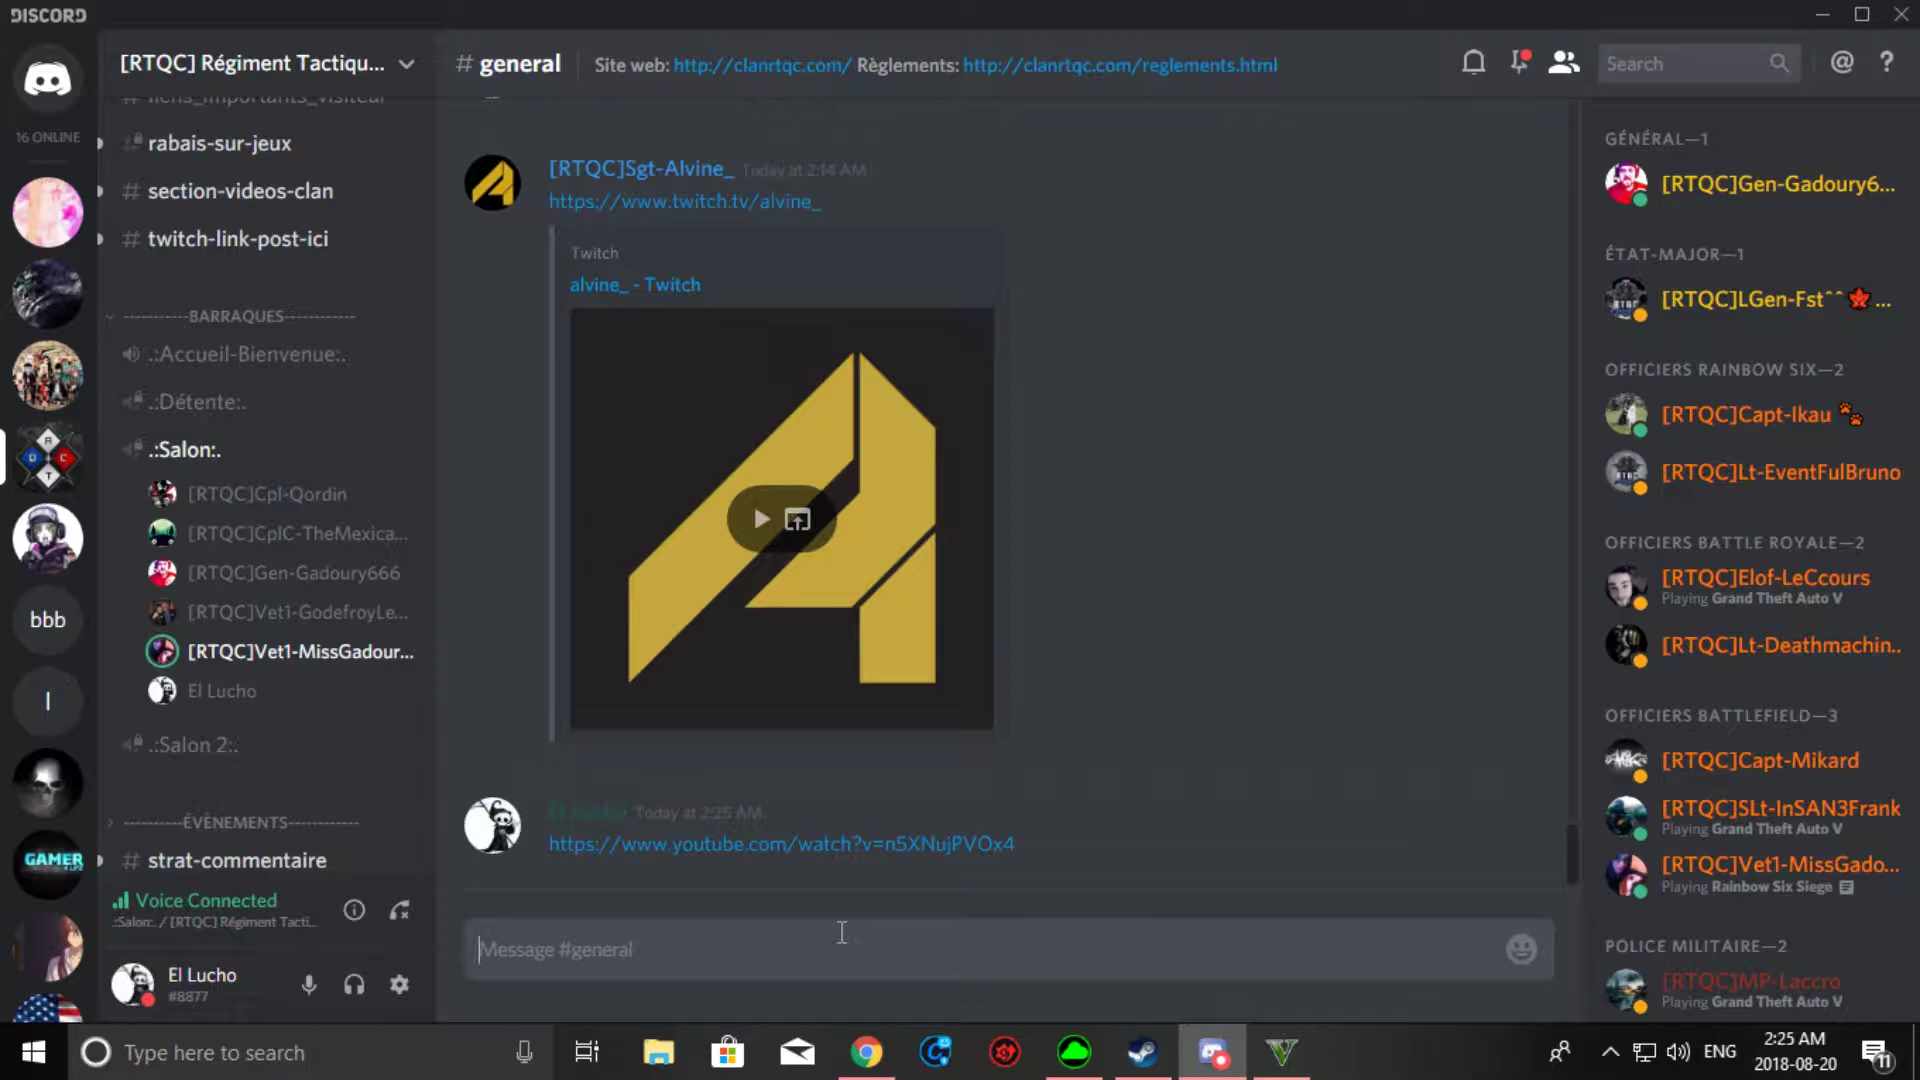 DISCORD
[RTQC] Régiment Tactiqu...
# general
Site web: http://clanrtqc.com/ Règlements: http://clanrtqc.com/reglements.html
Search
@
?
16 ONLINE
bbb
I
GAMER
# liens_importants_visiteur
rabais-sur-jeux
# section-videos-clan
# twitch-link-post-ici
-----------BARRAQUES------------
.:Accueil-Bienvenue:.
.:Détente:.
.:Salon:.
[RTQC]Cpl-Qordin
[RTQC]CplC-TheMexica...
[RTQC]Gen-Gadoury666
[RTQC]Vet1-GodefroyLe...
[RTQC]Vet1-MissGadour...
El Lucho
.:Salon 2:.
-----------ÉVÈNEMENTS------------
# strat-commentaire
Voice Connected
.:Salon:. / [RTQC] Régiment Tacti...
El Lucho
#8877
[RTQC]Sgt-Alvine_ Today at 2:14 AM
https://www.twitch.tv/alvine_
Twitch
alvine_ - Twitch
Today at 2:25 AM
https://www.youtube.com/watch?v=n5XNujPVOx4
Message #general
GÉNÉRAL—1
[RTQC]Gen-Gadoury6...
ÉTAT-MAJOR—1
[RTQC]LGen-Fst^^ ...
OFFICIERS RAINBOW SIX—2
[RTQC]Capt-Ikau
[RTQC]Lt-EventFulBruno
OFFICIERS BATTLE ROYALE—2
[RTQC]Elof-LeCcours
Playing Grand Theft Auto V
[RTQC]Lt-Deathmachin..
OFFICIERS BATTLEFIELD—3
[RTQC]Capt-Mikard
[RTQC]SLt-InSAN3Frank
Playing Grand Theft Auto V
[RTQC]Vet1-MissGado...
Playing Rainbow Six Siege
POLICE MILITAIRE—2
[RTQC]MP-Laccro
Playing Grand Theft Auto V
Type here to search
ENG
2:25 AM
2018-08-20
11